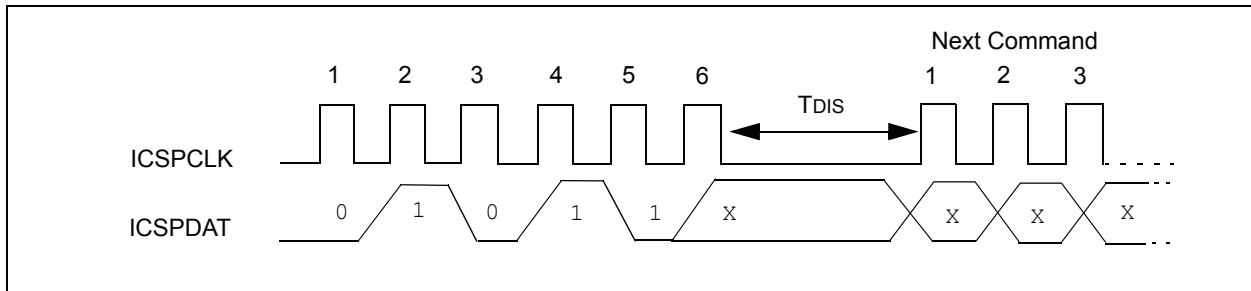 Next Command
1 2 3 4 5 6 1 2 3
TDIS
ICSPCLK
ICSPDAT
0 1 0 1 1 X X X X